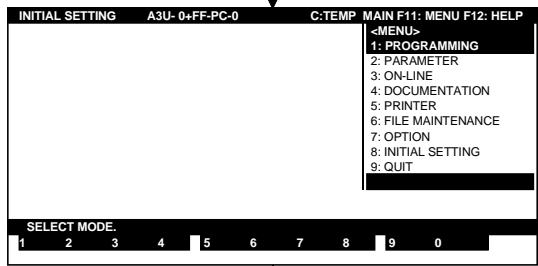 INITIAL SETTING A3U- 0+FF-PC-0 C:TEMP MAIN F11: MENU F12: HELP
<MENU>
1: PROGRAMMING
2: PARAMETER
3: ON-LINE
4: DOCUMENTATION
5: PRINTER
6: FILE MAINTENANCE
7: OPTION
8: INITIAL SETTING
9: QUIT
SELECT MODE.
1 2 3 4 5 6 7 8 9 0